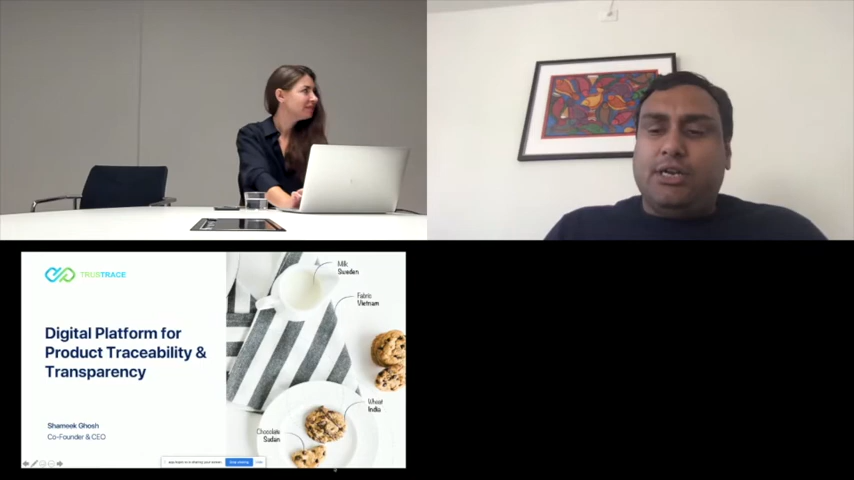 TRUSTRACE
Digital Platform for
Product Traceability &
Transparency
Shameek Ghosh
Co-Founder & CEO
Milk
Sweden
Fabric
Vietnam
Wheat
India
Chocolate
Sudan
Stop sharing